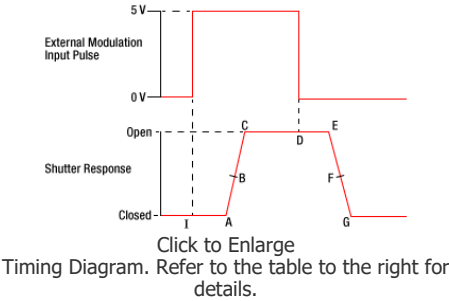 5 V
External Modulation
Input Pulse
0 V
Open
C
D
E
Shutter Response
B
F
Closed
I
A
G
Click to Enlarge
Timing Diagram. Refer to the table to the right for
details.